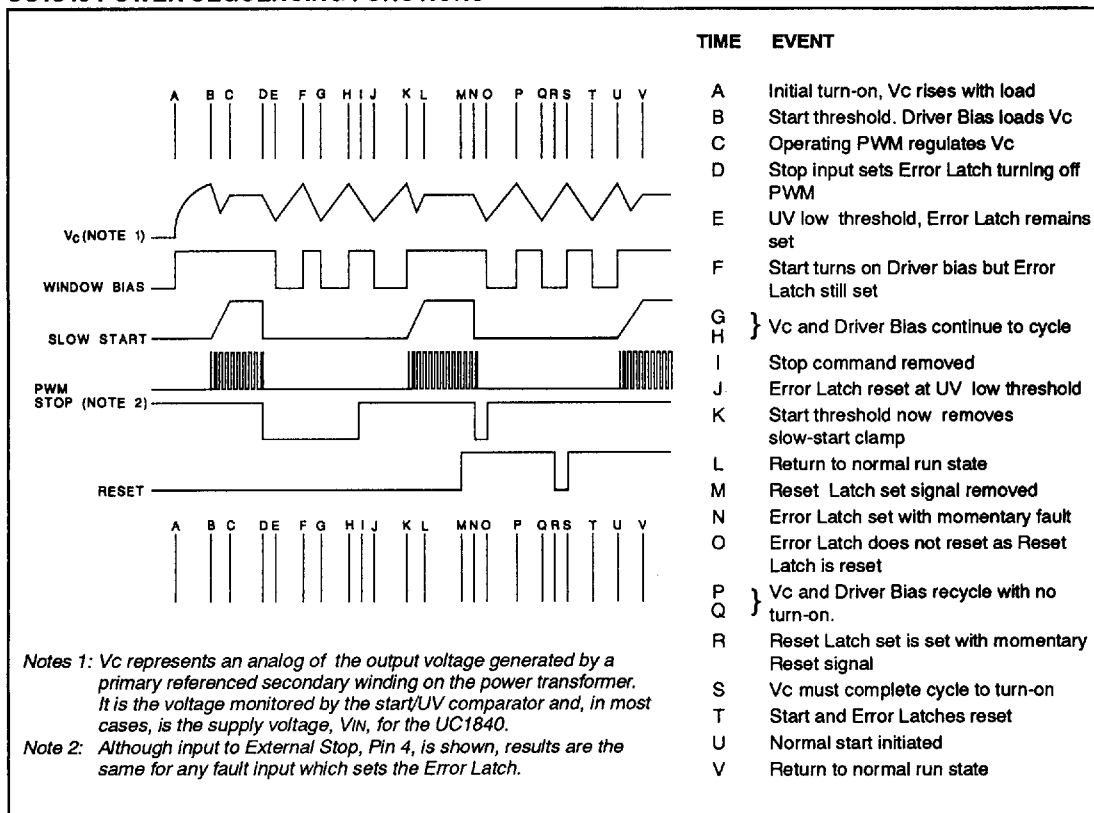 TIME EVENT
A B C D E F G H I J K L M N O P Q R S T U V
VC (NOTE 1)
WINDOW BIAS
SLOW START
PWM
STOP (NOTE 2)
RESET
A B C D E F G H I J K L M N O P Q R S T U V
A Initial turn-on, Vc rises with load
B Start threshold. Driver Bias loads Vc
C Operating PWM regulates Vc
D Stop input sets Error Latch turning off
PWM
E UV low threshold, Error Latch remains
set
F Start turns on Driver bias but Error
Latch still set
G
H } Vc and Driver Bias continue to cycle
I Stop command removed
J Error Latch reset at UV low threshold
K Start threshold now removes
slow-start clamp
L Return to normal run state
M Reset Latch set signal removed
N Error Latch set with momentary fault
O Error Latch does not reset as Reset
Latch is reset
P } Vc and Driver Bias recycle with no
Q turn-on.
R Reset Latch set is set with momentary
Reset signal
S Vc must complete cycle to turn-on
T Start and Error Latches reset
U Normal start initiated
V Return to normal run state
Notes 1: Vc represents an analog of the output voltage generated by a
primary referenced secondary winding on the power transformer.
It is the voltage monitored by the start/UV comparator and, in most
cases, is the supply voltage, VIN, for the UC1840.
Note 2: Although input to External Stop, Pin 4, is shown, results are the
same for any fault input which sets the Error Latch.